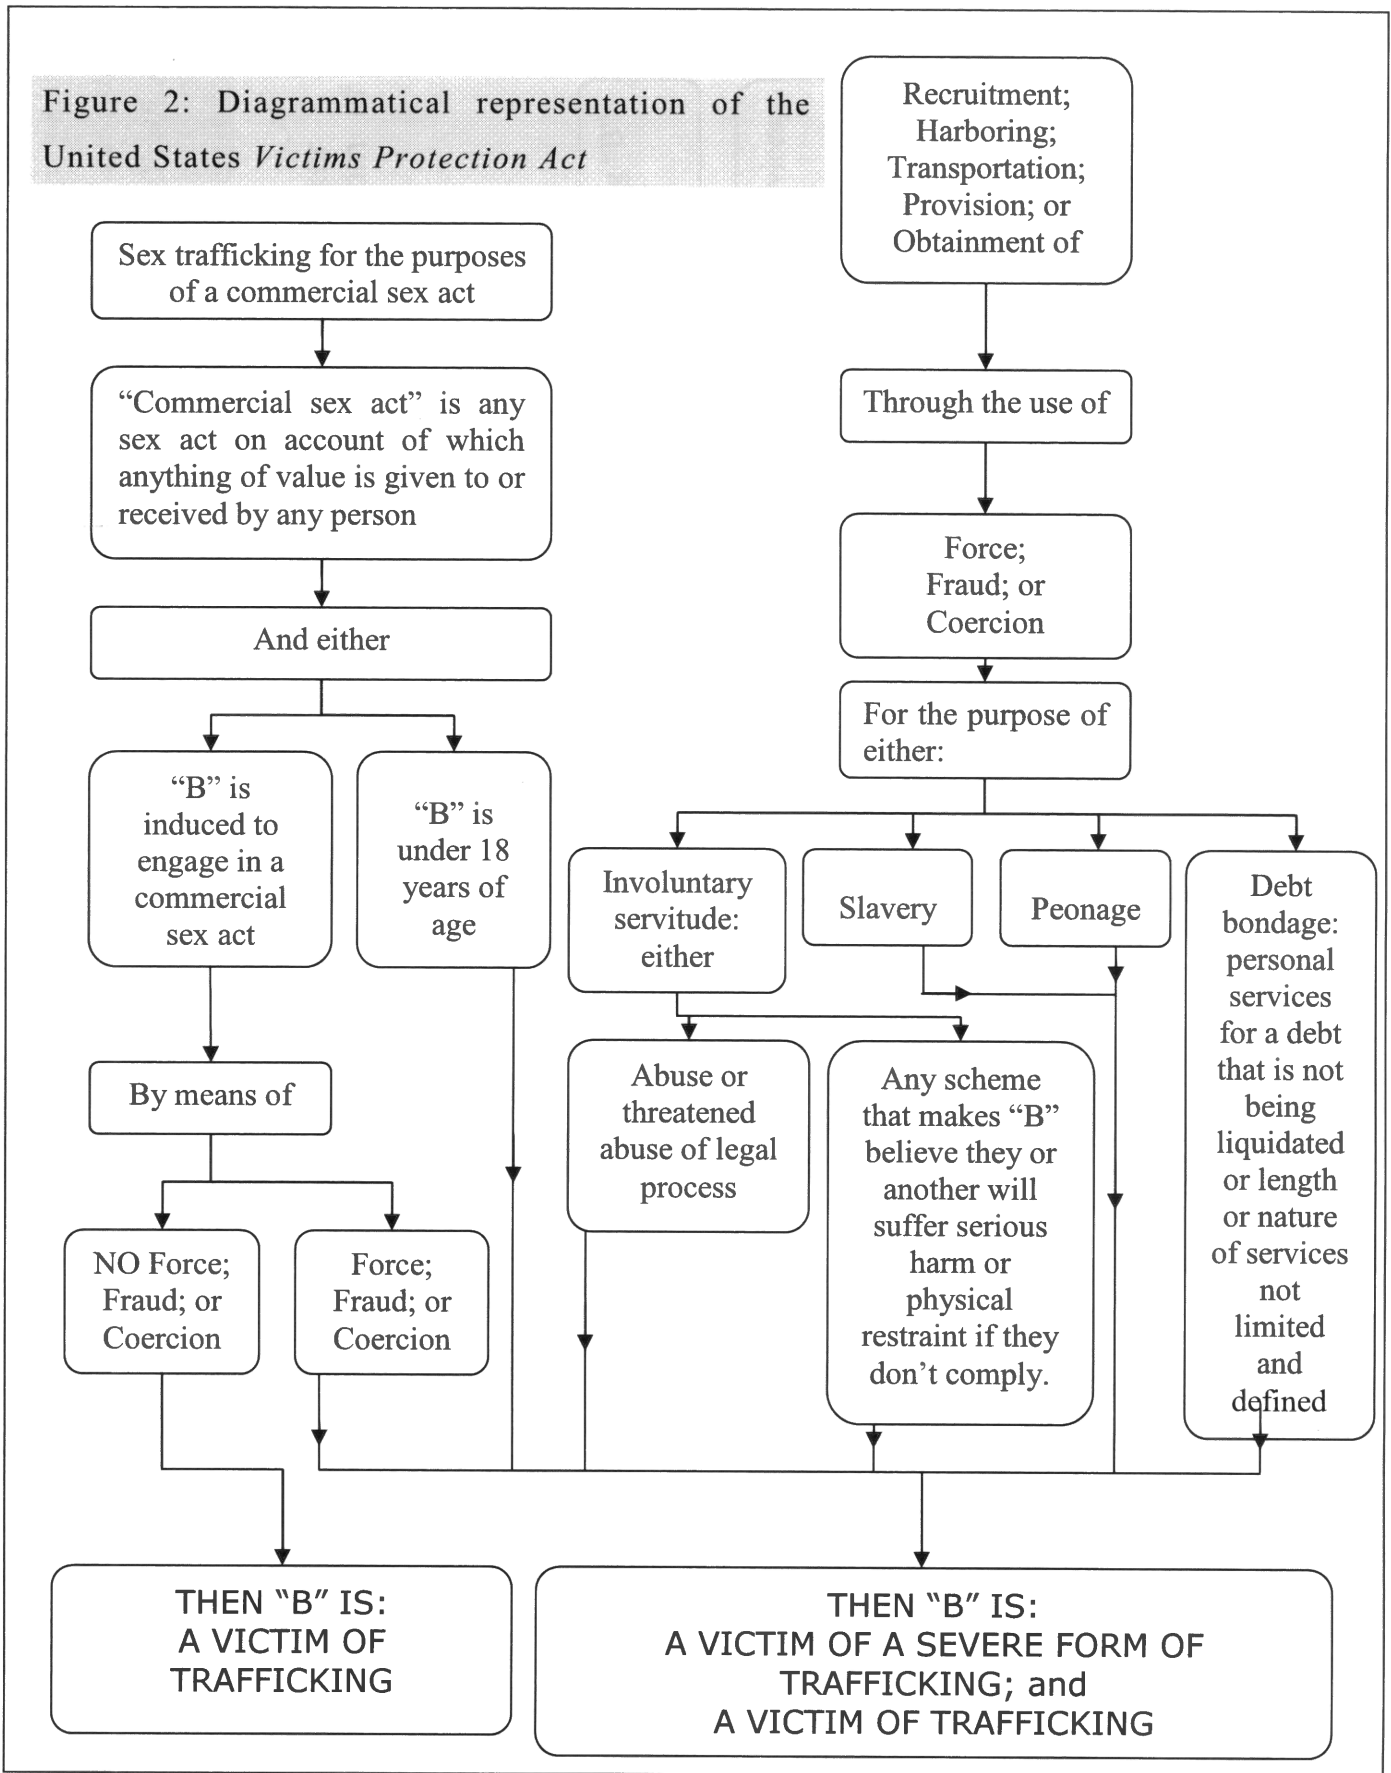 Figure 2: Diagrammatical representation of the
United States Victims Protection Act
Recruitment;
Harboring;
Transportation;
Provision; or
Obtainment of
Sex trafficking for the purposes
of a commercial sex act
“Commercial sex act” is any
sex act on account of which
anything of value is given to or
received by any person
Through the use of
Force;
Fraud; or
Coercion
And either
For the purpose of
either:
“B” is
induced to
engage in a
commercial
sex act
“B” is
under 18
years of
age
Involuntary
servitude:
either
Slavery
Peonage
Debt
bondage:
personal
services
for a debt
that is not
being
liquidated
or length
or nature
of services
not
limited
and
defined
By means of
Abuse or
threatened
abuse of legal
process
Any scheme
that makes “B”
believe they or
another will
suffer serious
harm or
physical
restraint if they
don’t comply.
NO Force;
Fraud; or
Coercion
Force;
Fraud; or
Coercion
THEN “B” IS:
A VICTIM OF
TRAFFICKING
THEN “B” IS:
A VICTIM OF A SEVERE FORM OF
TRAFFICKING; and
A VICTIM OF TRAFFICKING